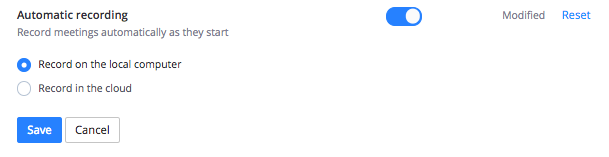 Automatic recording
Modified
Reset
Record meetings automatically as they start
Record on the local computer
Record in the cloud
Save
Cancel